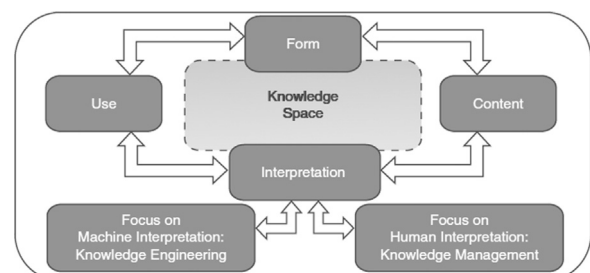 Form
Knowledge
Space
Use
Content
Interpretation
Focus on
Machine Interpretation:
Knowledge Engineering
Focus on
Human Interpretation:
Knowledge Management